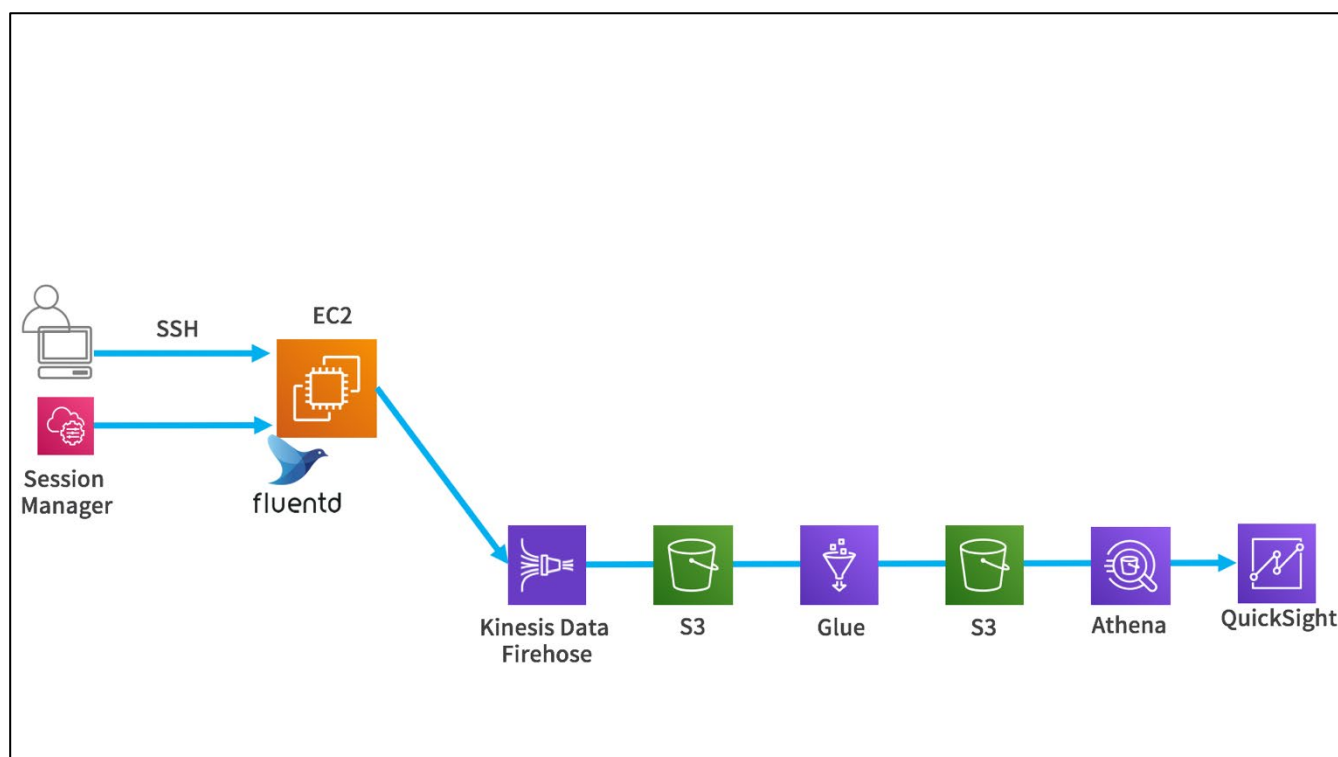 SSH
EC2
Session
Manager
fluentd
Kinesis Data
Firehose
S3
Glue
S3
Athena
QuickSight